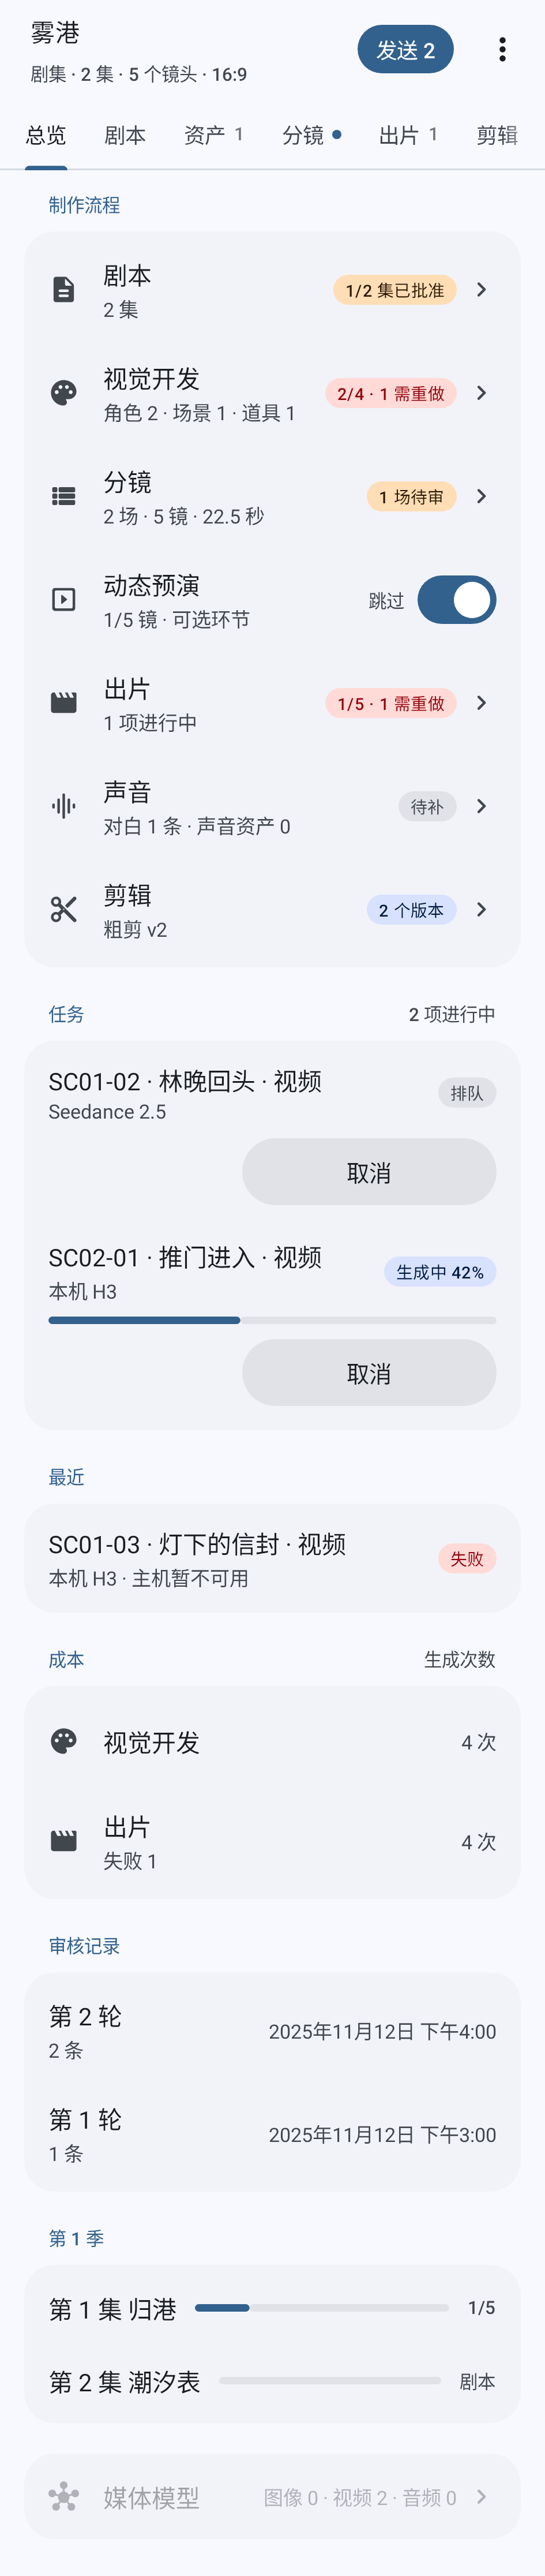 雾港
发送 2
剧集 · 2 集 · 5 个镜头 · 16:9
总览 剧本 资产 1 分镜 出片 1 剪辑
制作流程
剧本
1/2 集已批准
2 集
视觉开发
2/4 · 1 需重做
角色 2 · 场景 1 · 道具 1
分镜
1 场待审
2 场 · 5 镜 · 22.5 秒
动态预演
跳过
1/5 镜 · 可选环节
出片
1/5 · 1 需重做
1 项进行中
声音
待补
对白 1 条 · 声音资产 0
剪辑
2 个版本
粗剪 v2
任务
2 项进行中
SC01-02 · 林晚回头 · 视频
排队
Seedance 2.5
取消
SC02-01 · 推门进入 · 视频
生成中 42%
本机 H3
取消
最近
SC01-03 · 灯下的信封 · 视频
失败
本机 H3 · 主机暂不可用
成本
生成次数
视觉开发
4 次
出片
4 次
失败 1
审核记录
第 2 轮
2025年11月12日 下午4:00
2 条
第 1 轮
2025年11月12日 下午3:00
1 条
第 1 季
第 1 集 归港
1/5
第 2 集 潮汐表
剧本
媒体模型
图像 0 · 视频 2 · 音频 0